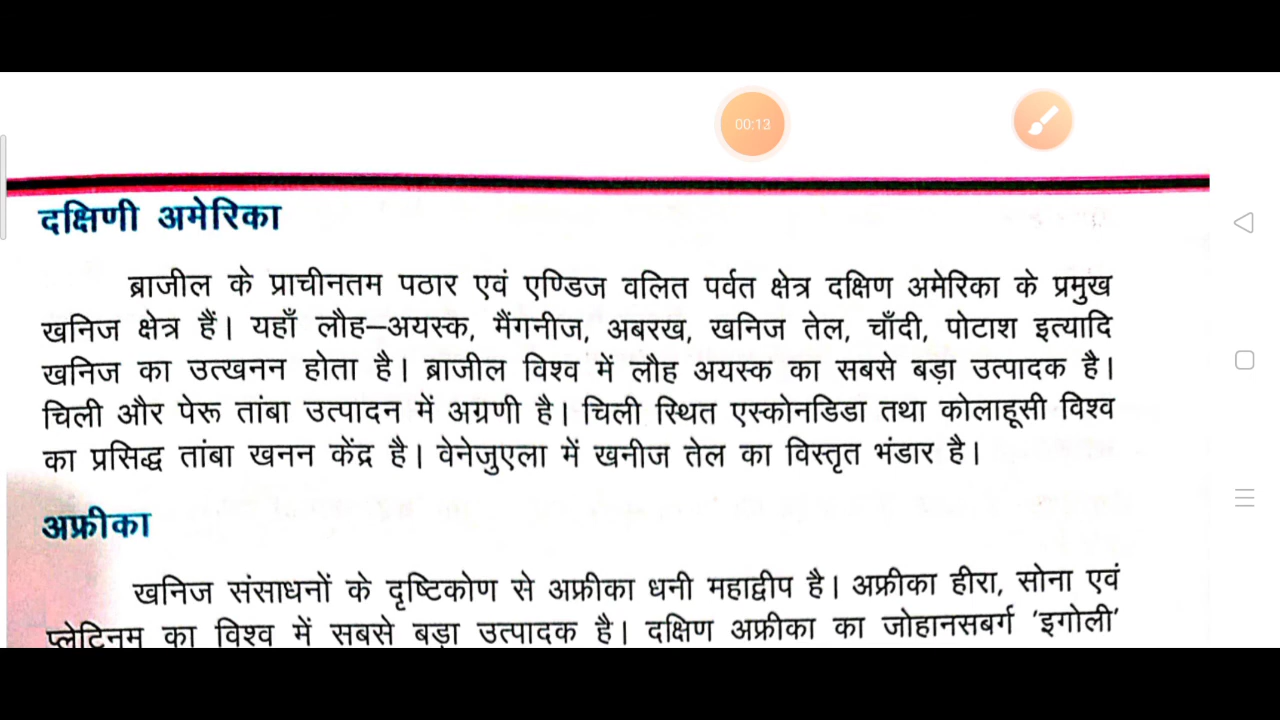 00:13
दक्षिणी अमेरिका
ब्राजील के प्राचीनतम पठार एवं एण्डिज वलित पर्वत क्षेत्र दक्षिण अमेरिका के प्रमुख
खनिज क्षेत्र हैं। यहाँ लौह–अयस्क, मैंगनीज, अबरख, खनिज तेल, चाँदी, पोटाश इत्यादि
खनिज का उत्खनन होता है। ब्राजील विश्व में लौह अयस्क का सबसे बड़ा उत्पादक है।
चिली और पेरू तांबा उत्पादन में अग्रणी है। चिली स्थित एस्कोनडिडा तथा कोलाहूसी विश्व
का प्रसिद्ध तांबा खनन केंद्र है। वेनेजुएला में खनीज तेल का विस्तृत भंडार है।
अफ्रीका
खनिज संसाधनों के दृष्टिकोण से अफ्रीका धनी महाद्वीप है। अफ्रीका हीरा, सोना एवं
प्लेटिनम का विश्व में सबसे बड़ा उत्पादक है। दक्षिण अफ्रीका का जोहानसबर्ग 'इगोली'